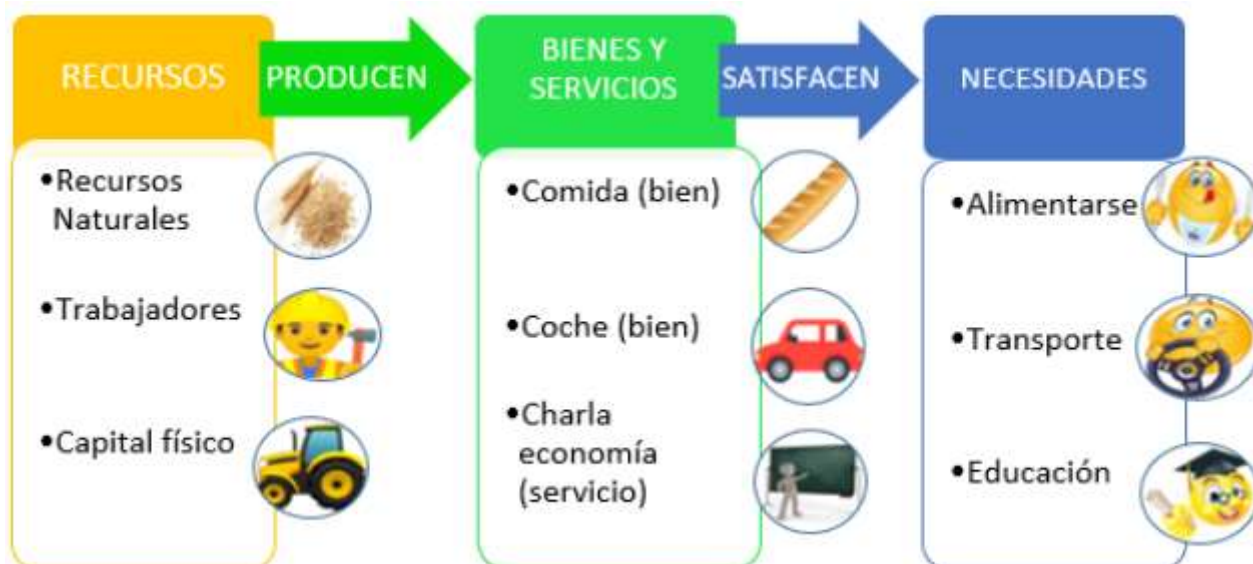 RECURSOS
PRODUCEN
BIENES Y
SERVICIOS
SATISFACEN
NECESIDADES
•Recursos
Naturales
•Trabajadores
•Capital físico
•Comida (bien)
•Coche (bien)
•Charla
economía
(servicio)
•Alimentarse
•Transporte
•Educación